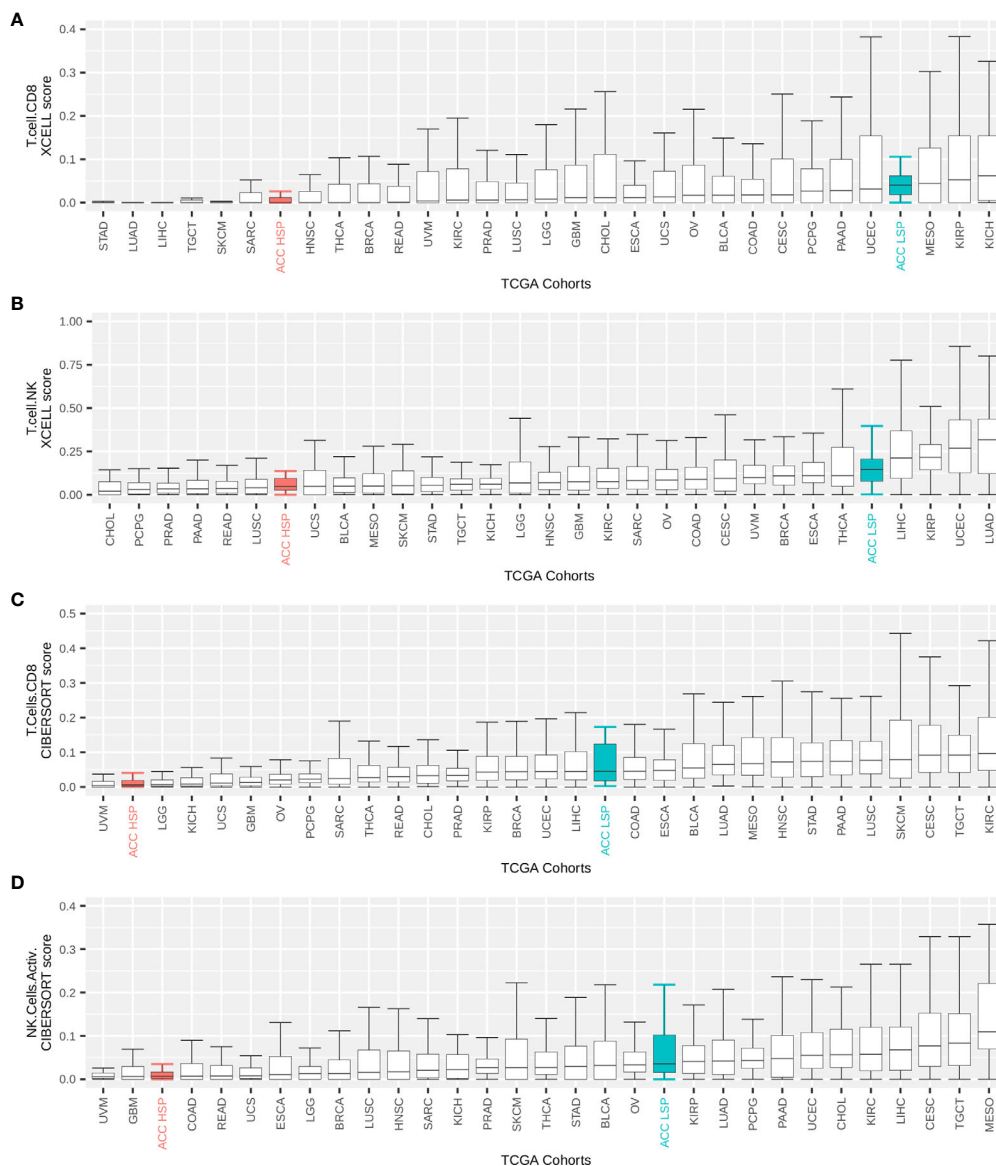 A
T.cell.CD8
XCELL score
0.4
0.3
0.2
0.1
0.0
STAD LUAD LIHC TGCT SKCM SARC ACC HSP HNSC THCA BRCA READ UVM KIRC PRAD LUSC LGG GBM CHOL ESCA UCS OV BLCA COAD CESC PCPG PAAD UCEC ACC LSP MESO KIRP KICH
TCGA Cohorts
B
T.cell.NK
XCELL score
1.00
0.75
0.50
0.25
0.00
CHOL PCPG PRAD PAAD READ LUSC ACC HSP UCS BLCA MESO SKCM STAD TGCT KICH LGG HNSC GBM KIRC SARC OV COAD CESC UVM BRCA ESCA THCA ACC LSP LIHC KIRP UCEC LUAD
TCGA Cohorts
C
T.Cells.CD8
CIBERSORT score
0.5
0.4
0.3
0.2
0.1
0.0
UVM ACC HSP LGG KICH UCS GBM OV PCPG SARC THCA READ CHOL PRAD KIRP BRCA UCEC LIHC ACC LSP COAD ESCA BLCA LUAD MESO HNSC STAD PAAD LUSC SKCM CESC TGCT KIRC
TCGA Cohorts
D
NK.Cells.Activ.
CIBERSORT score
0.4
0.3
0.2
0.1
0.0
UVM GBM ACC HSP COAD READ UCS ESCA LGG BRCA LUSC HNSC SARC KICH PRAD SKCM THCA STAD BLCA OV ACC LSP KIRP LUAD PCPG PAAD UCEC CHOL KIRC LIHC CESC TGCT MESO
TCGA Cohorts